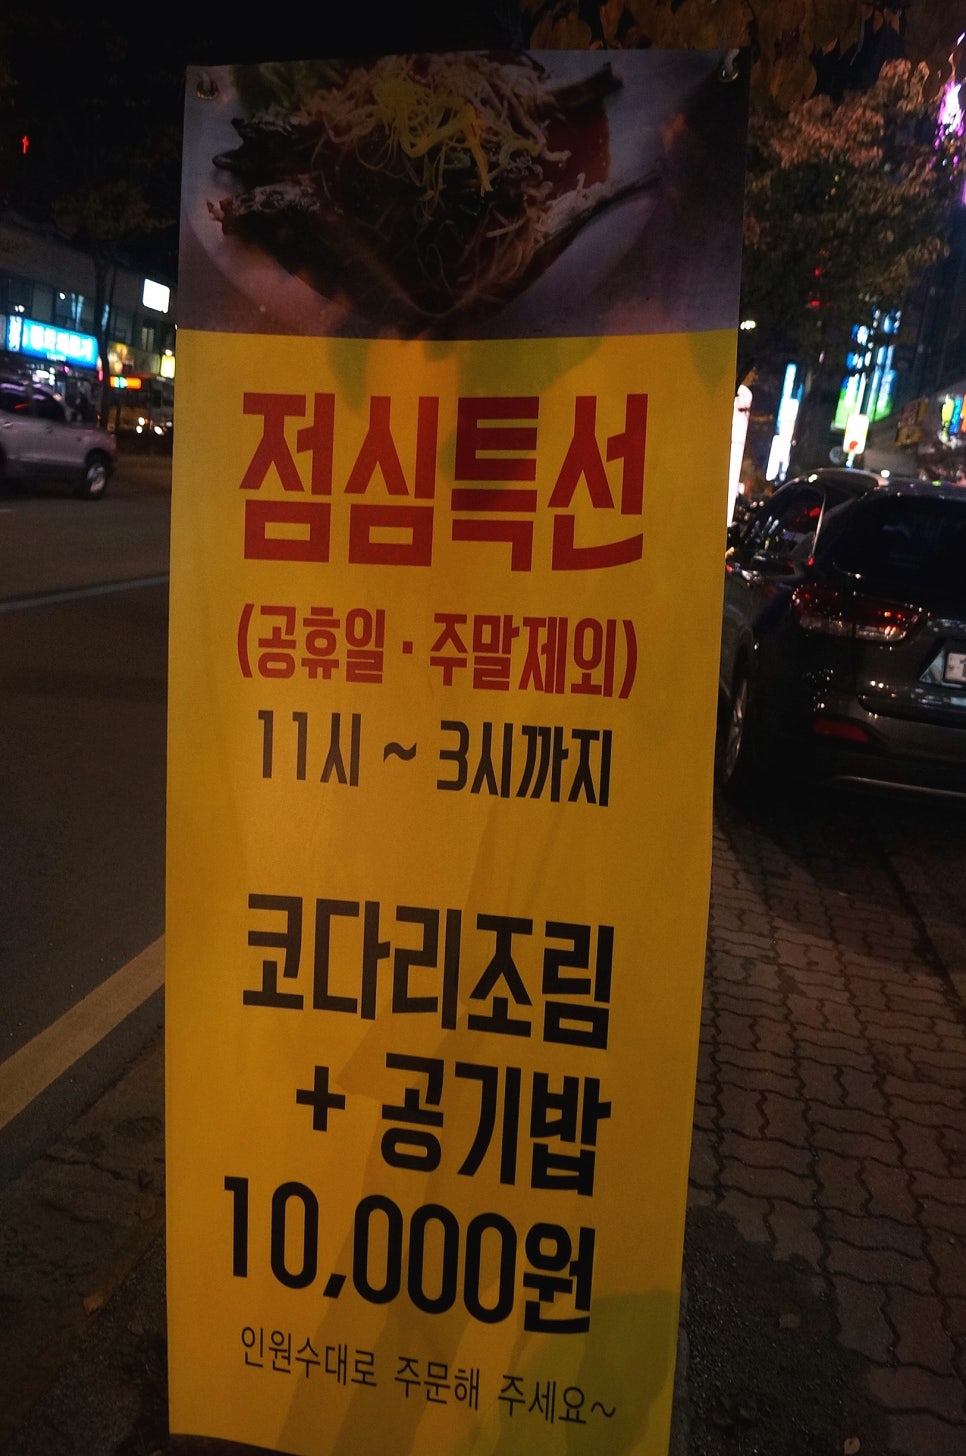 점심특선
(공휴일·주말제외)
11시 ~ 3시까지
코다리조림
+ 공기밥
10,000원
인원수대로 주문해 주세요~